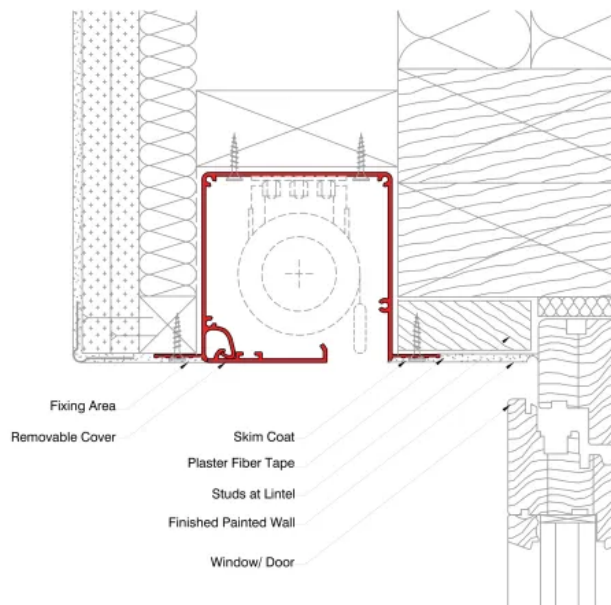 Fixing Area
Removable Cover
Skim Coat
Plaster Fiber Tape
Studs at Lintel
Finished Painted Wall
Window/ Door